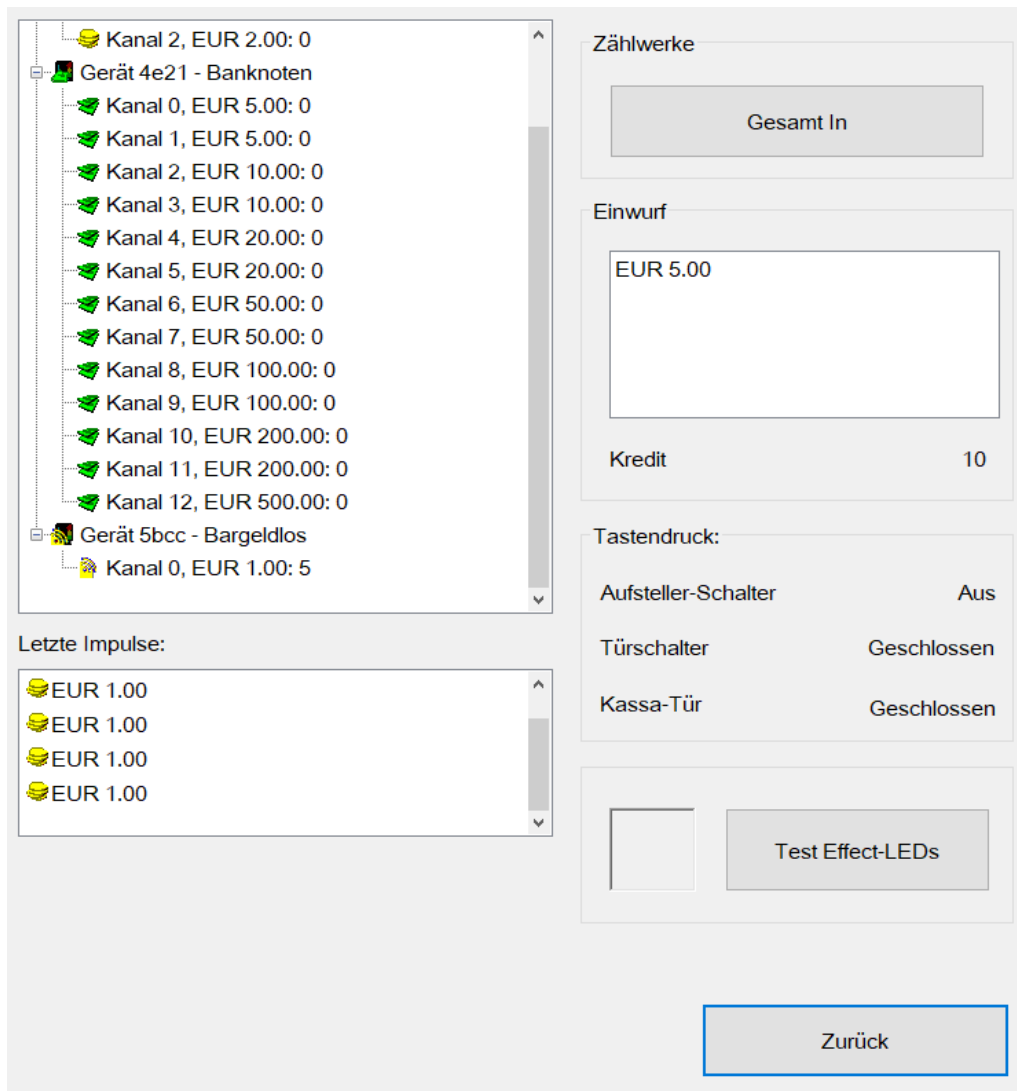 Kanal 2, EUR 2.00: 0
Gerät 4e21 - Banknoten
Kanal 0, EUR 5.00: 0
Kanal 1, EUR 5.00: 0
Kanal 2, EUR 10.00: 0
Kanal 3, EUR 10.00: 0
Kanal 4, EUR 20.00: 0
Kanal 5, EUR 20.00: 0
Kanal 6, EUR 50.00: 0
Kanal 7, EUR 50.00: 0
Kanal 8, EUR 100.00: 0
Kanal 9, EUR 100.00: 0
Kanal 10, EUR 200.00: 0
Kanal 11, EUR 200.00: 0
Kanal 12, EUR 500.00: 0
Gerät 5bcc - Bargeldlos
Kanal 0, EUR 1.00: 5
Letzte Impulse:
EUR 1.00
EUR 1.00
EUR 1.00
EUR 1.00
Zählwerke
Gesamt In
Einwurf
EUR 5.00
Kredit 10
Tastendruck:
Aufsteller-Schalter Aus
Türschalter Geschlossen
Kassa-Tür Geschlossen
Test Effect-LEDs
Zurück